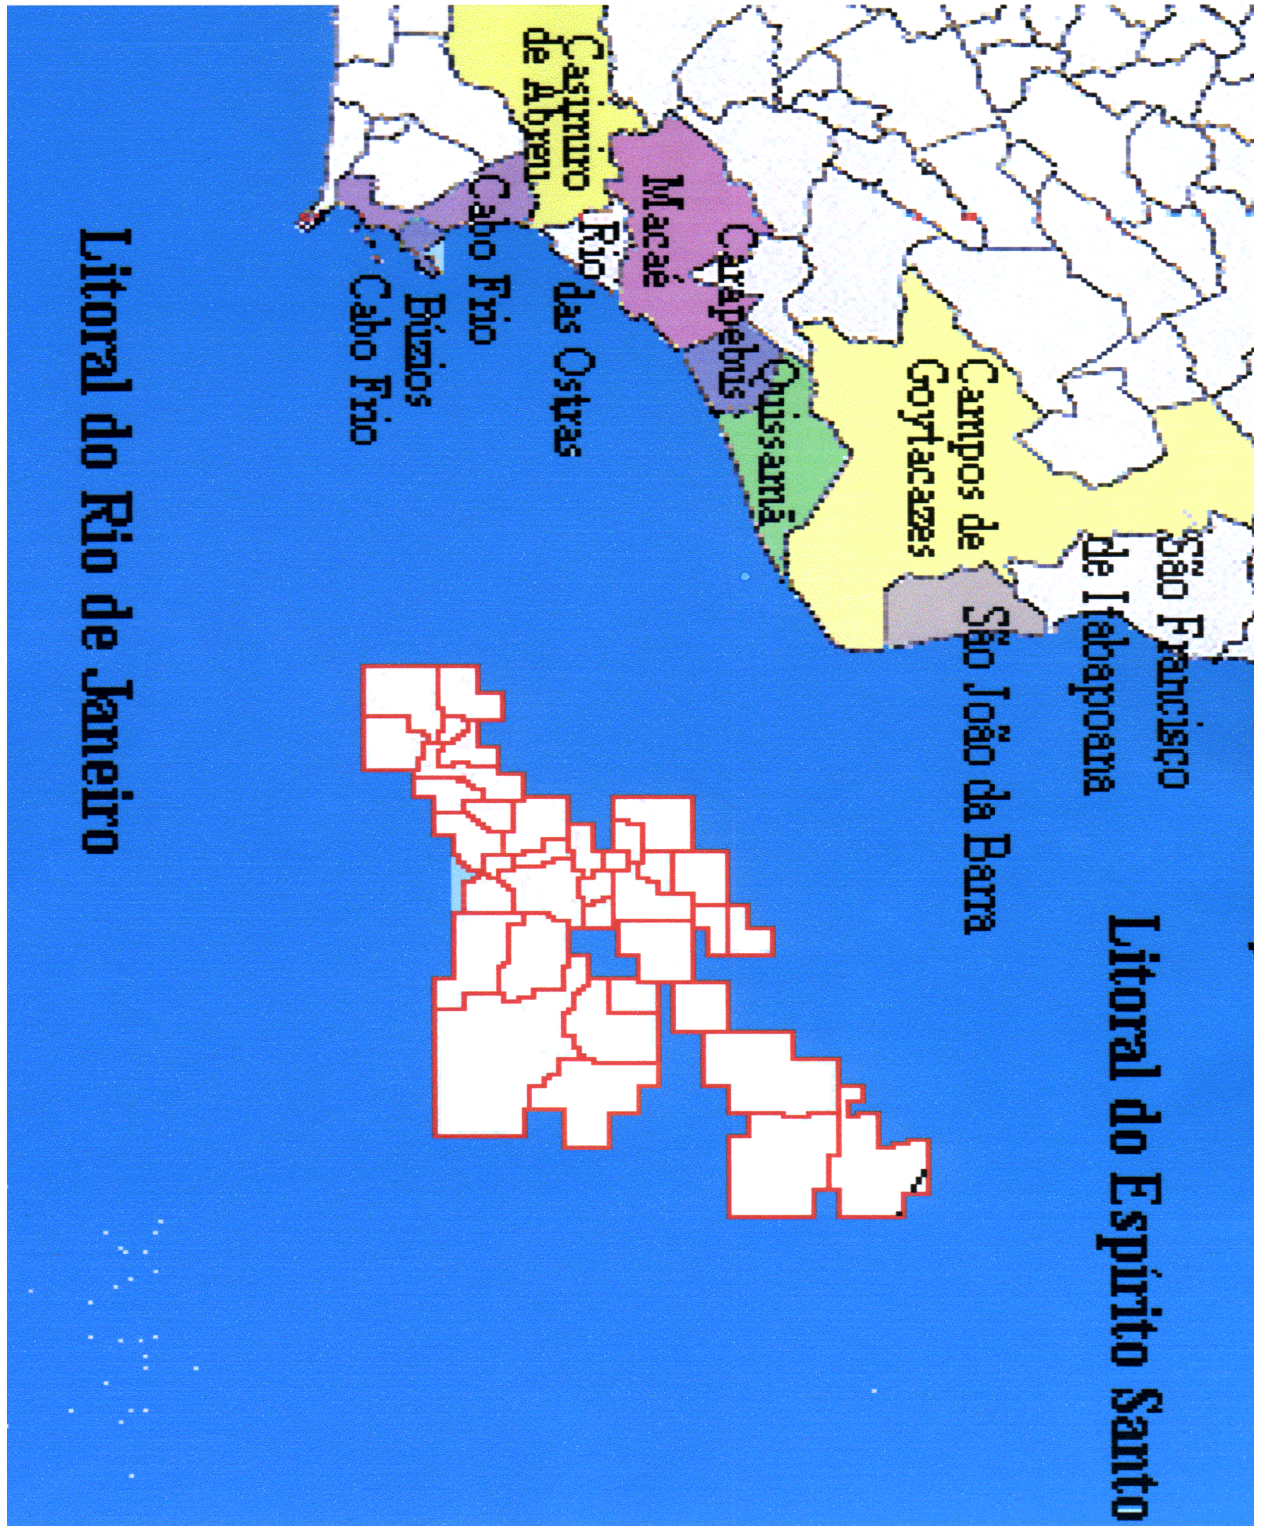 São Francisco
de Itabapoana
Litoral do Espírito Santo
São João da Barra
Campos de
Goytacazes
Quissamã
Carapebus
Macaé
Rio das Ostras
Casimiro
de Abreu
Cabo Frio
Búzios
Cabo Frio
Litoral do Rio de Janeiro